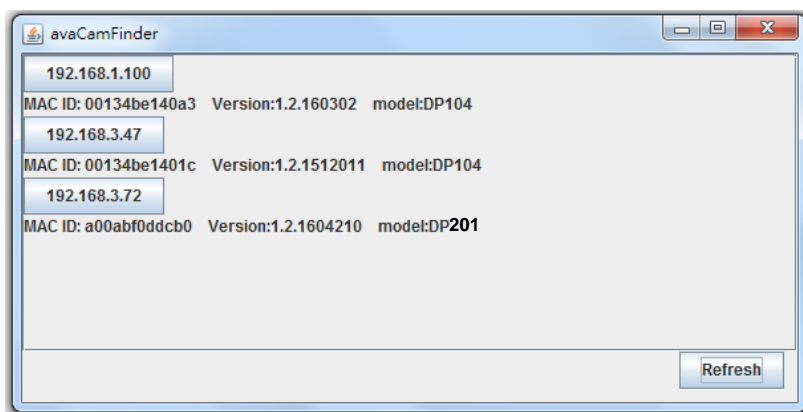 avaCamFinder
192.168.1.100
MAC ID: 00134be140a3 Version:1.2.160302 model:DP104
192.168.3.47
MAC ID: 00134be1401c Version:1.2.1512011 model:DP104
192.168.3.72
MAC ID: a00abf0ddcb0 Version:1.2.1604210 model:DP201
Refresh